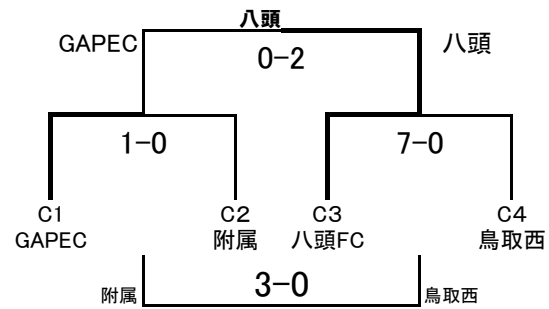 八頭
GAPEC 八頭
0-2
1-0 7-0
C1 C2 C3 C4
GAPEC 附属 八頭FC 鳥取西
附属 3-0 鳥取西